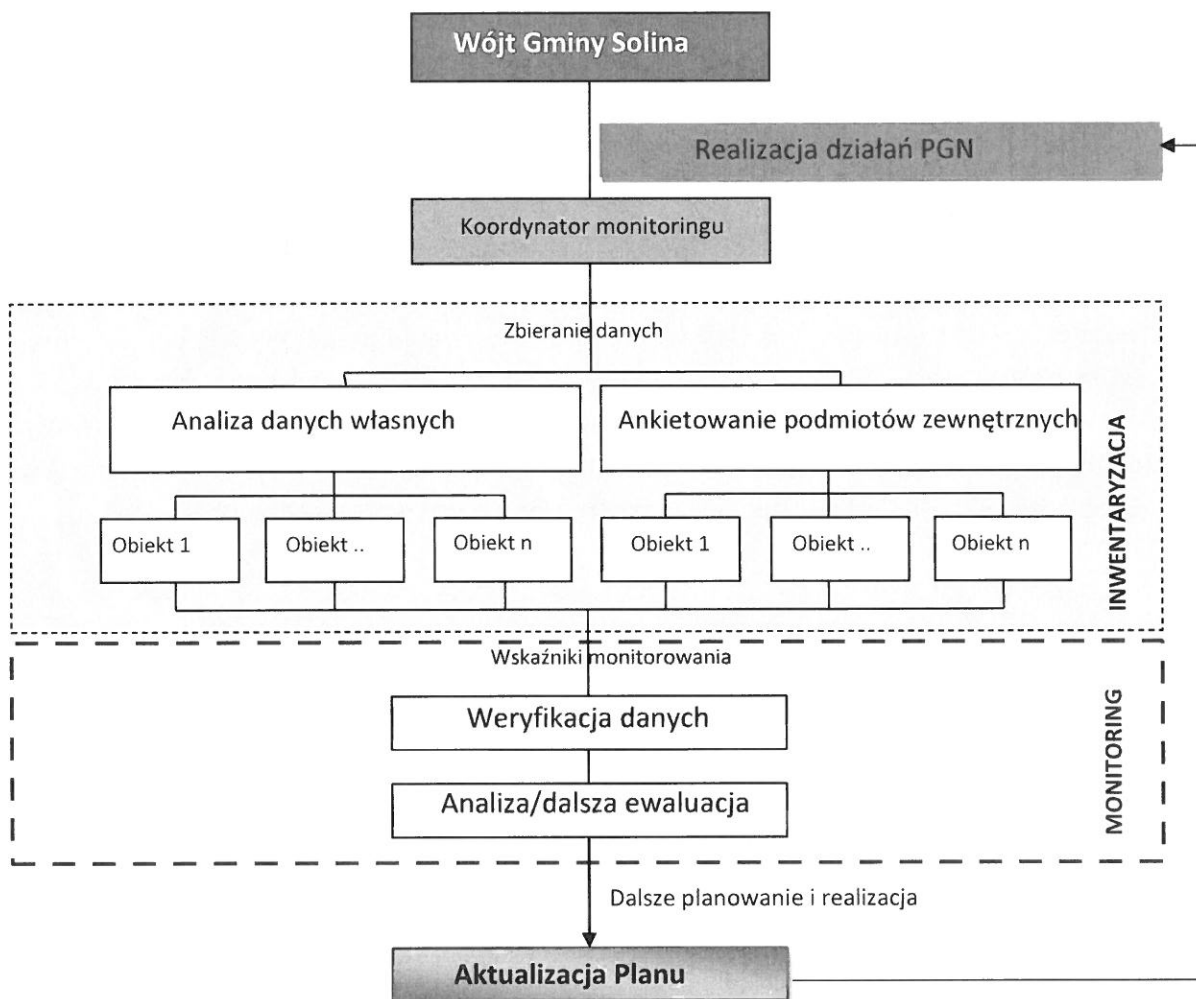 Wójt Gminy Solina
Realizacja działań PGN
Koordynator monitoringu
Zbieranie danych
Analiza danych własnych
Ankietowanie podmiotów zewnętrznych
Obiekt 1
Obiekt ..
Obiekt n
Obiekt 1
Obiekt ..
Obiekt n
INWENTARYZACJA
Wskaźniki monitorowania
Weryfikacja danych
Analiza/dalsza ewaluacja
MONITORING
Dalsze planowanie i realizacja
Aktualizacja Planu